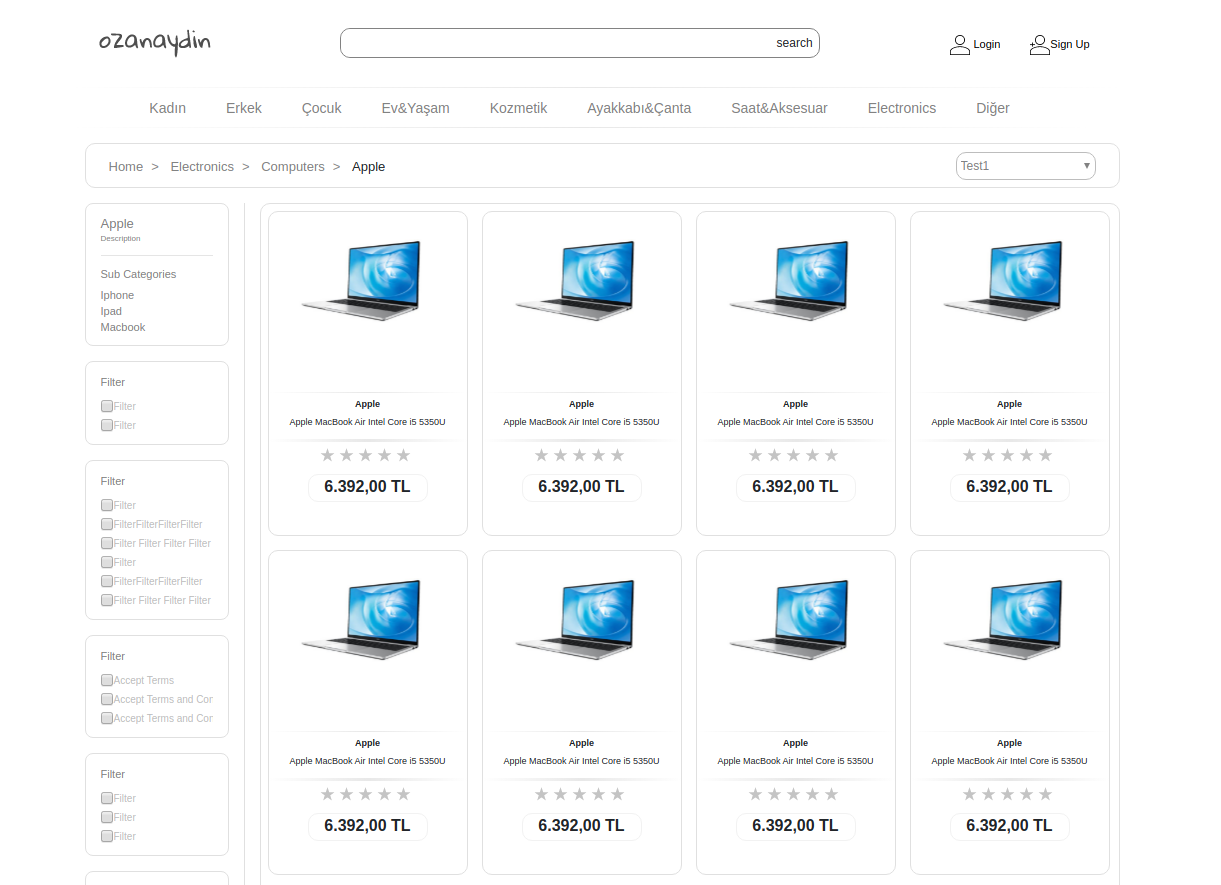 ozanaydin
search
Login
Sign Up
Kadın Erkek Çocuk Ev&Yaşam Kozmetik Ayakkabı&Çanta Saat&Aksesuar Electronics Diğer
Home > Electronics > Computers > Apple
Test1
Apple
Description
Sub Categories
Iphone
Ipad
Macbook
Filter
Filter
Filter
Filter
Filter
FilterFilterFilterFilter
Filter Filter Filter Filter
Filter
FilterFilterFilterFilter
Filter Filter Filter Filter
Filter
Accept Terms
Accept Terms and Cor
Accept Terms and Cor
Filter
Filter
Filter
Filter
Apple
Apple MacBook Air Intel Core i5 5350U
6.392,00 TL
Apple
Apple MacBook Air Intel Core i5 5350U
6.392,00 TL
Apple
Apple MacBook Air Intel Core i5 5350U
6.392,00 TL
Apple
Apple MacBook Air Intel Core i5 5350U
6.392,00 TL
Apple
Apple MacBook Air Intel Core i5 5350U
6.392,00 TL
Apple
Apple MacBook Air Intel Core i5 5350U
6.392,00 TL
Apple
Apple MacBook Air Intel Core i5 5350U
6.392,00 TL
Apple
Apple MacBook Air Intel Core i5 5350U
6.392,00 TL